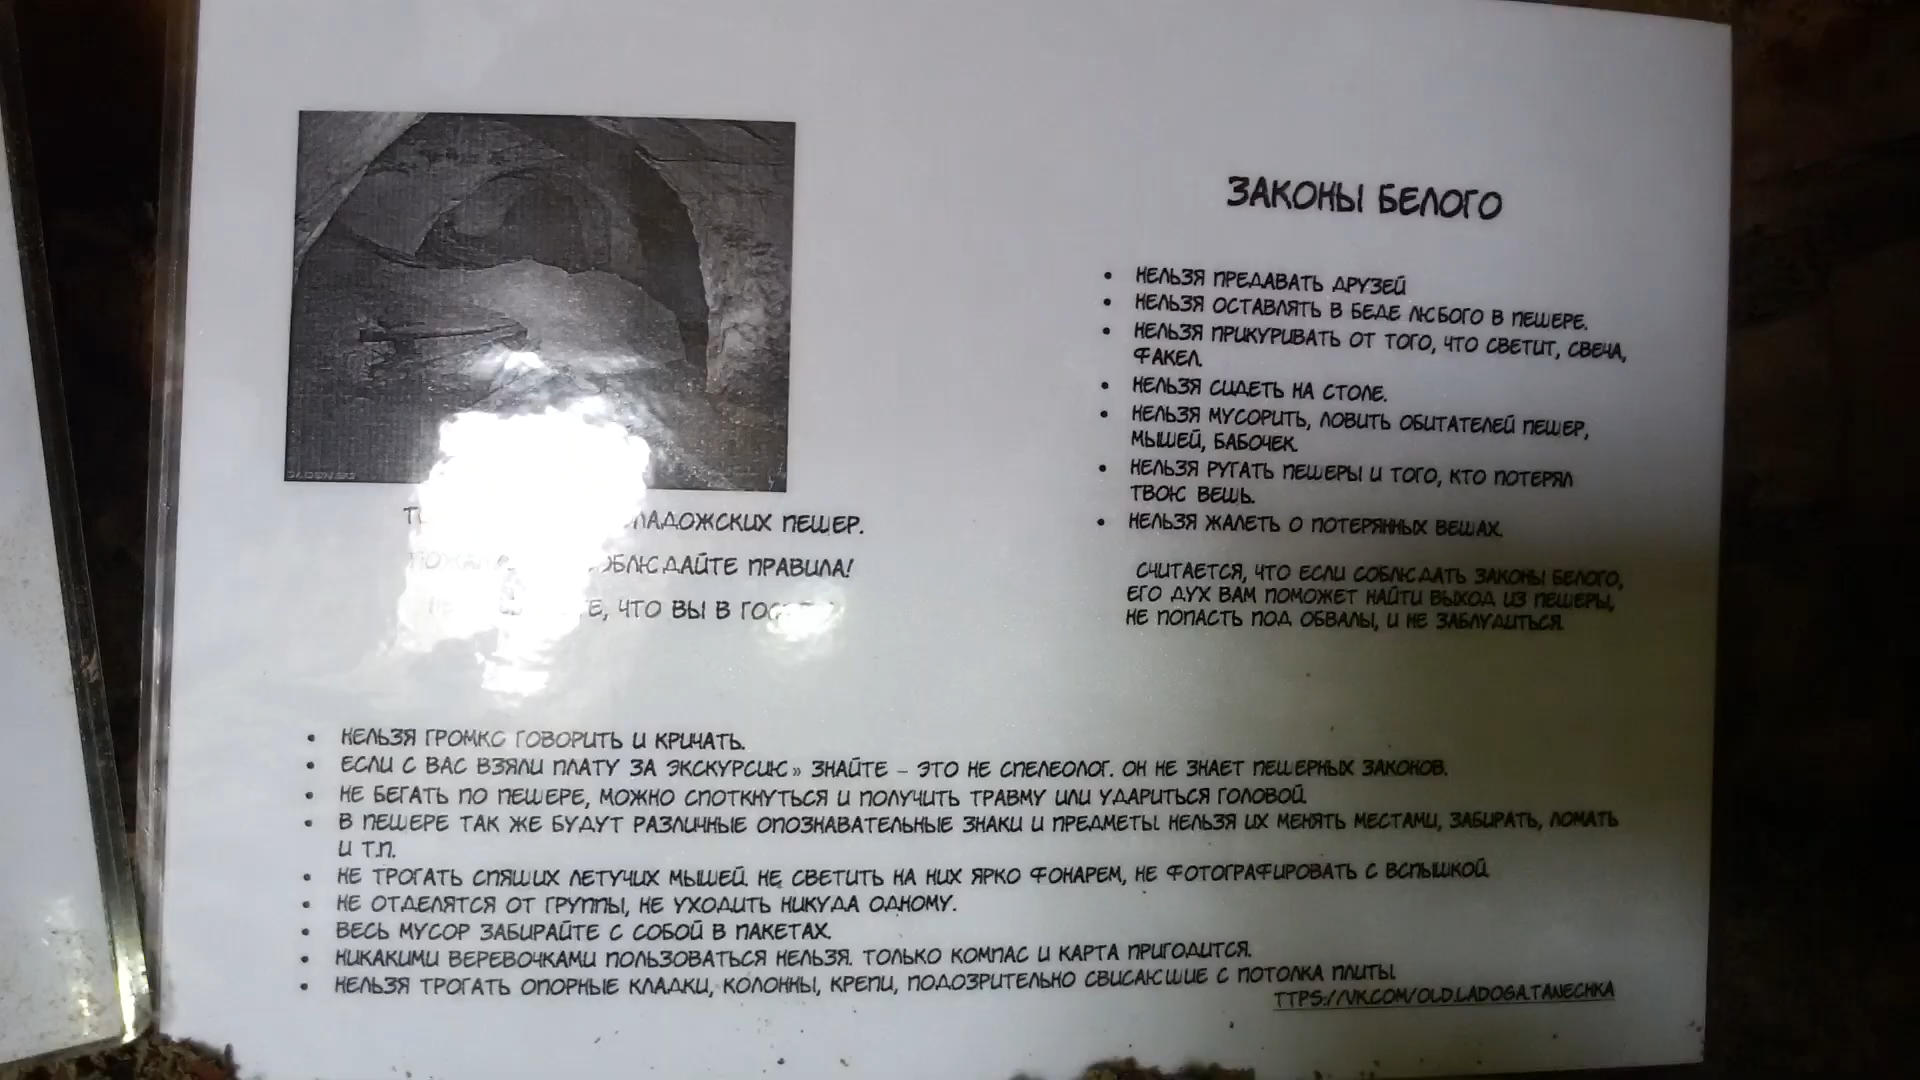 ЗАКОНЫ БЕЛОГО
• НЕЛЬЗЯ ПРЕДАВАТЬ ДРУЗЕЙ
• НЕЛЬЗЯ ОСТАВЛЯТЬ В БЕДЕ ЛЮБОГО В ПЕЩЕРЕ.
• НЕЛЬЗЯ ПРИКУРИВАТЬ ОТ ТОГО, ЧТО СВЕТИТ, СВЕЧА,
ФАКЕЛ.
• НЕЛЬЗЯ СИДЕТЬ НА СТОЛЕ.
• НЕЛЬЗЯ МУСОРИТЬ, ЛОВИТЬ ОБИТАТЕЛЕЙ ПЕЩЕР,
МЫШЕЙ, БАБОЧЕК.
• НЕЛЬЗЯ РУГАТЬ ПЕЩЕРЫ И ТОГО, КТО ПОТЕРЯЛ
ТВОЮ ВЕЩЬ.
• НЕЛЬЗЯ ЖАЛЕТЬ О ПОТЕРЯННЫХ ВЕЩАХ.
СЧИТАЕТСЯ, ЧТО ЕСЛИ СОБЛЮДАТЬ ЗАКОНЫ БЕЛОГО,
ЕГО ДУХ ВАМ ПОМОЖЕТ НАЙТИ ВЫХОД ИЗ ПЕЩЕРЫ,
НЕ ПОПАСТЬ ПОД ОБВАЛЫ, И НЕ ЗАБЛУДИТЬСЯ.
ПЕЩЕР.
ПРАВИЛА!
ЧТО ВЫ В
• НЕЛЬЗЯ ГРОМКО ГОВОРИТЬ И КРИЧАТЬ.
• ЕСЛИ С ВАС ВЗЯЛИ ПЛАТУ ЗА ЭКСКУРСИЮ» ЗНАЙТЕ – ЭТО НЕ СПЕЛЕОЛОГ. ОН НЕ ЗНАЕТ ПЕЩЕРНЫХ ЗАКОНОВ.
• НЕ БЕГАТЬ ПО ПЕЩЕРЕ, МОЖНО СПОТКНУТЬСЯ И ПОЛУЧИТЬ ТРАВМУ ИЛИ УДАРИТЬСЯ ГОЛОВОЙ.
• В ПЕЩЕРЕ ТАК ЖЕ БУДУТ РАЗЛИЧНЫЕ ОПОЗНАВАТЕЛЬНЫЕ ЗНАКИ И ПРЕДМЕТЫ. НЕЛЬЗЯ ИХ МЕНЯТЬ МЕСТАМИ, ЗАБИРАТЬ, ЛОМАТЬ
И Т.П.
• НЕ ТРОГАТЬ СПЯЩИХ ЛЕТУЧИХ МЫШЕЙ. НЕ СВЕТИТЬ НА НИХ ЯРКО ФОНАРЕМ, НЕ ФОТОГРАФИРОВАТЬ С ВСПЫШКОЙ.
• НЕ ОТДЕЛЯТСЯ ОТ ГРУППЫ, НЕ УХОДИТЬ НИКУДА ОДНОМУ.
• ВЕСЬ МУСОР ЗАБИРАЙТЕ С СОБОЙ В ПАКЕТАХ.
• НИКАКИМИ ВЕРЕВОЧКАМИ ПОЛЬЗОВАТЬСЯ НЕЛЬЗЯ. ТОЛЬКО КОМПАС И КАРТА ПРИГОДИТСЯ.
• НЕЛЬЗЯ ТРОГАТЬ ОПОРНЫЕ КЛАДКИ, КОЛОННЫ, КРЕПИ, ПОДОЗРИТЕЛЬНО СВИСАЮЩИЕ С ПОТОЛКА ПЛИТЫ.
TTPS://VK.COM/OLD.LADOGA.TANECHKA